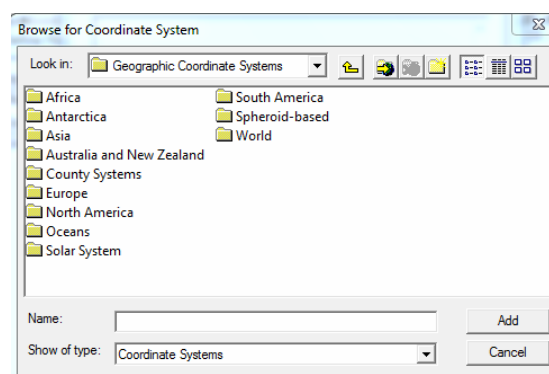 Browse for Coordinate System
Look in: Geographic Coordinate Systems
Africa
Antarctica
Asia
Australia and New Zealand
County Systems
Europe
North America
Oceans
Solar System
South America
Spheroid-based
World
Name:
Add
Show of type: Coordinate Systems
Cancel